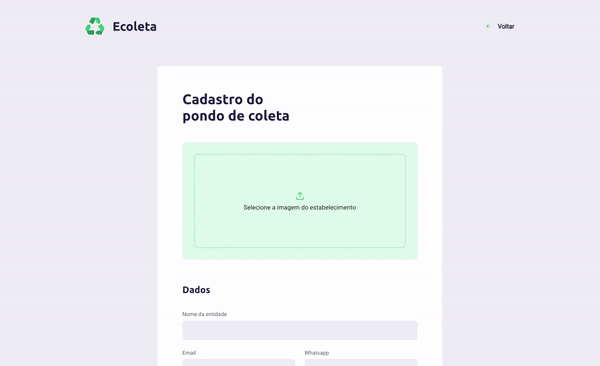 Ecoleta
Voltar
Cadastro do
pondo de coleta
Selecione a imagem do estabelecimento
Dados
Nome da entidade
Email
Whatsapp